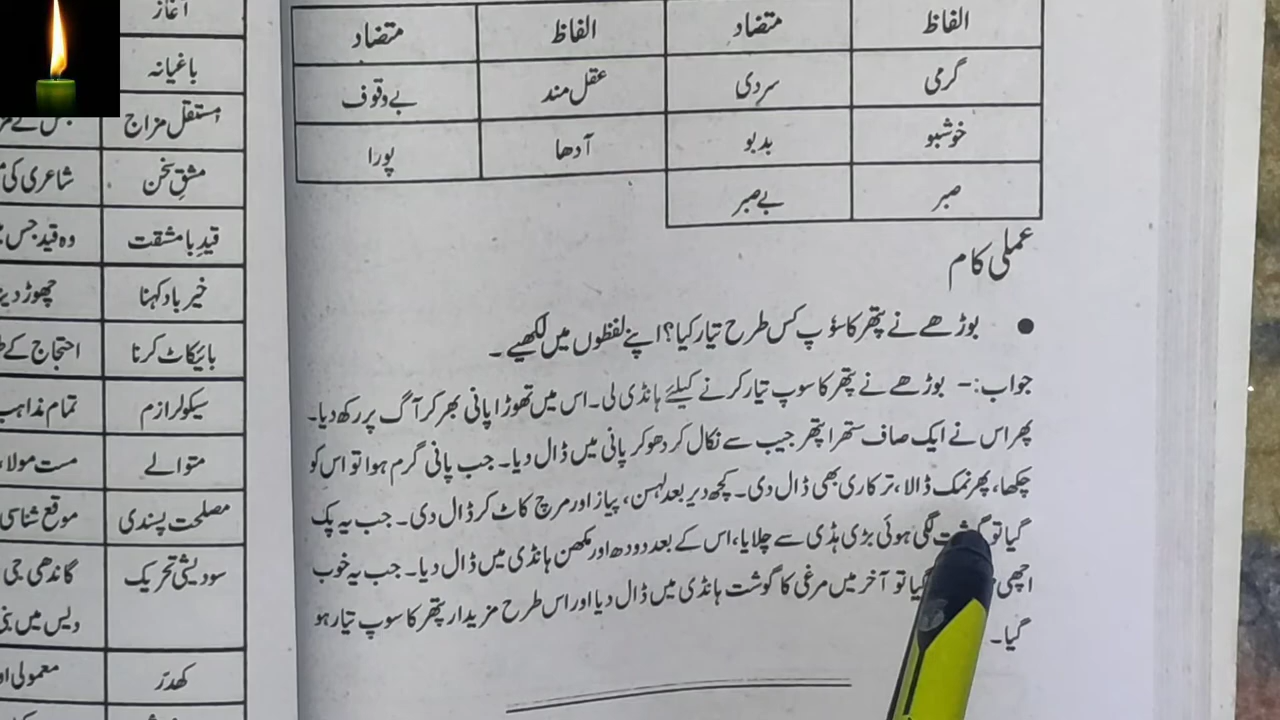 الفاظ متضاد الفاظ متضاد
گرمی سردی عقل مند بے وقوف
خوشبو بدبو آدھا پورا
صبر بے صبر
عملی کام
● بوڑھے نے پتھر کا سوٗپ کس طرح تیار کیا؟ اپنے لفظوں میں لکھیے۔
جواب:- بوڑھے نے پتھر کا سوپ تیار کرنے کیلئے ہانڈی لی۔ اس میں تھوڑا پانی بھر کر آگ پر رکھ دیا۔
پھر اس نے ایک صاف ستھرا پتھر جیب سے نکال کر دھو کر پانی میں ڈال دیا۔ جب پانی گرم ہوا تو اس کو
چکھا، پھر نمک ڈالا، ترکاری بھی ڈال دی۔ کچھ دیر بعد لہسن، پیاز اور مرچ کاٹ کر ڈال دی۔ جب یہ پک
گیا تو گوشت لگی ہوئی بڑی ہڈی سے چلایا، اس کے بعد دودھ اور مکھن ہانڈی میں ڈال دیا۔ جب یہ خوب
اچھی گیا تو آخر میں مرغی کا گوشت ہانڈی میں ڈال دیا اور اس طرح مزیدار پتھر کا سوپ تیار ہو
گیا۔
آغاز
باغیانہ
مستقل مزاج
مشقِ سخن شاعری کی
قیدِ بامشقت وہ قید جس
خیرباد کہنا چھوڑ
بائیکاٹ کرنا احتجاج کے
سیکولرازم تمام مذاہب
متوالے مست
مصلحت پسندی موقع شناسی
سودیشی تحریک گاندھی جی
دیس میں
کھدّر معمولی